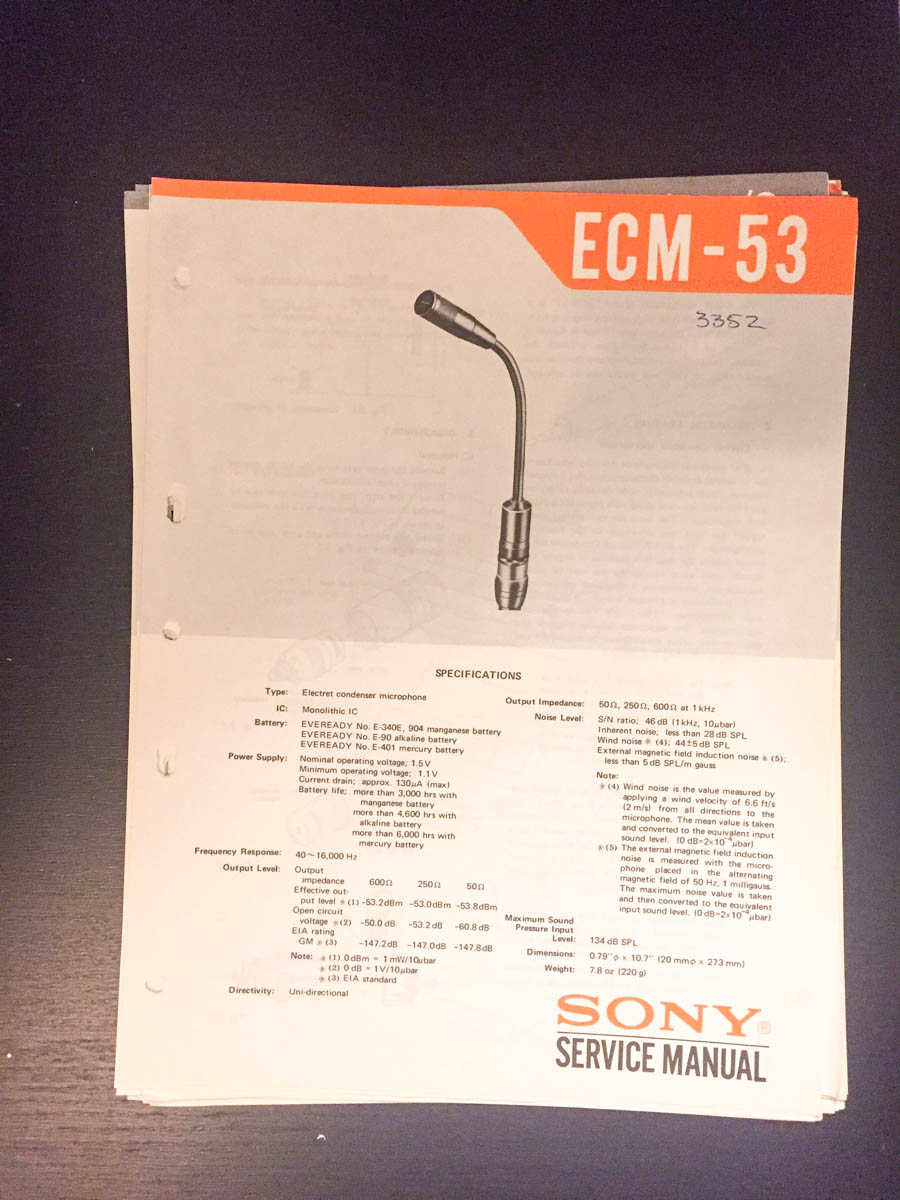 ECM-53
3352
SPECIFICATIONS
Type: Electret condenser microphone
IC: Monolithic IC
Battery: EVEREADY No. E-340E, 904 manganese battery
EVEREADY No. E-90 alkaline battery
EVEREADY No. E-401 mercury battery
Power Supply: Nominal operating voltage; 1.5 V
Minimum operating voltage; 1.1 V
Current drain; approx. 130μA (max)
Battery life; more than 3,000 hrs with
manganese battery
more than 4,600 hrs with
alkaline battery
more than 6,000 hrs with
mercury battery
Frequency Response: 40 ~ 16,000 Hz
Output Level: Output
impedance 600Ω 250Ω 50Ω
Effective out-
put level ※(1) -53.2dBm -53.0dBm -53.8dBm
Open circuit
voltage ※(2) -50.0 dB -53.2 dB -60.8 dB
EIA rating
GM ※(3) -147.2dB -147.0dB -147.8dB
Note: ※ (1) 0 dBm = 1 mW/10μbar
※ (2) 0 dB = 1V/10μbar
※ (3) EIA standard
Directivity: Uni-directional
Output Impedance: 50Ω, 250Ω, 600Ω at 1 kHz
Noise Level: S/N ratio; 46 dB (1 kHz, 10μbar)
Inherent noise; less than 28 dB SPL
Wind noise ※ (4); 44±5 dB SPL
External magnetic field induction noise ※ (5);
less than 5 dB SPL/m gauss
Note:
※ (4) Wind noise is the value measured by
applying a wind velocity of 6.6 ft/s
(2 m/s) from all directions to the
microphone. The mean value is taken
and converted to the equivalent input
sound level. (0 dB=2x10⁻⁴μbar)
※ (5) The external magnetic field induction
noise is measured with the micro-
phone placed in the alternating
magnetic field of 50 Hz, 1 milligauss.
The maximum noise value is taken
and then converted to the equivalent
input sound level. (0 dB=2x10⁻⁴μbar)
Maximum Sound
Pressure Input
Level: 134 dB SPL
Dimensions: 0.79''φ x 10.7'' (20 mmφ x 273 mm)
Weight: 7.8 oz (220 g)
SONY®
SERVICE MANUAL